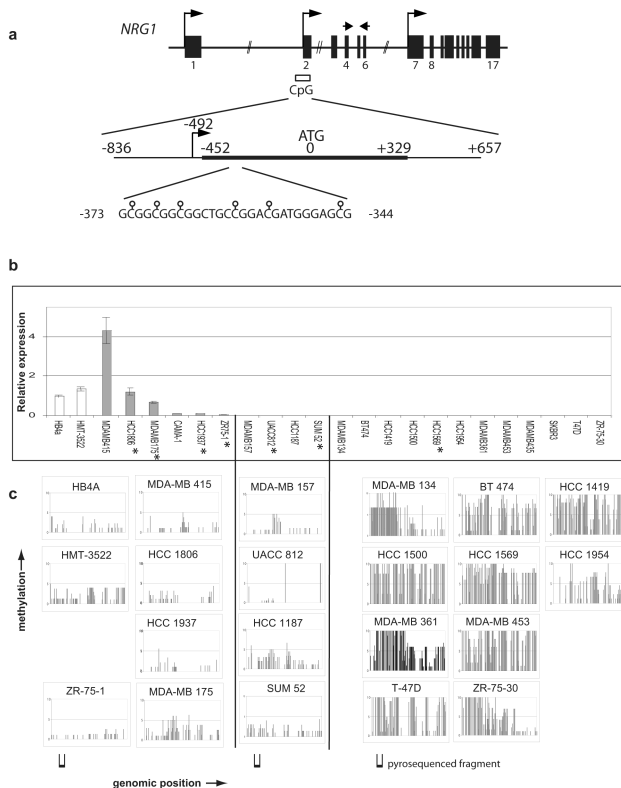 a
NRG1
1 2 4 6 7 8 17
CpG
-492
-836 -452 ATG 0 +329 +657
-373 GCGGCGGCGGCTGCCGGACGATGGGAGCG -344
b
Relative expression
4
2
0
HB4a HMT-3522 MDAMB415 HCC1806 * MDAMB175 * CAMA-1 HCC1937 * ZR75-1 * MDAMB157 UACC812 * HCC1187 SUM 52 * MDAMB134 BT474 HCC1419 HCC1500 HCC1569 * HCC1954 MDAMB361 MDAMB453 MDAMB435 SKBR3 T47D ZR-75-30
c
HB4A MDA-MB 415 MDA-MB 157 MDA-MB 134 BT 474 HCC 1419
HMT-3522 HCC 1806 UACC 812 HCC 1500 HCC 1569 HCC 1954
HCC 1937 HCC 1187 MDA-MB 361 MDA-MB 453
ZR-75-1 MDA-MB 175 SUM 52 T-47D ZR-75-30
methylation
pyrosequenced fragment
genomic position